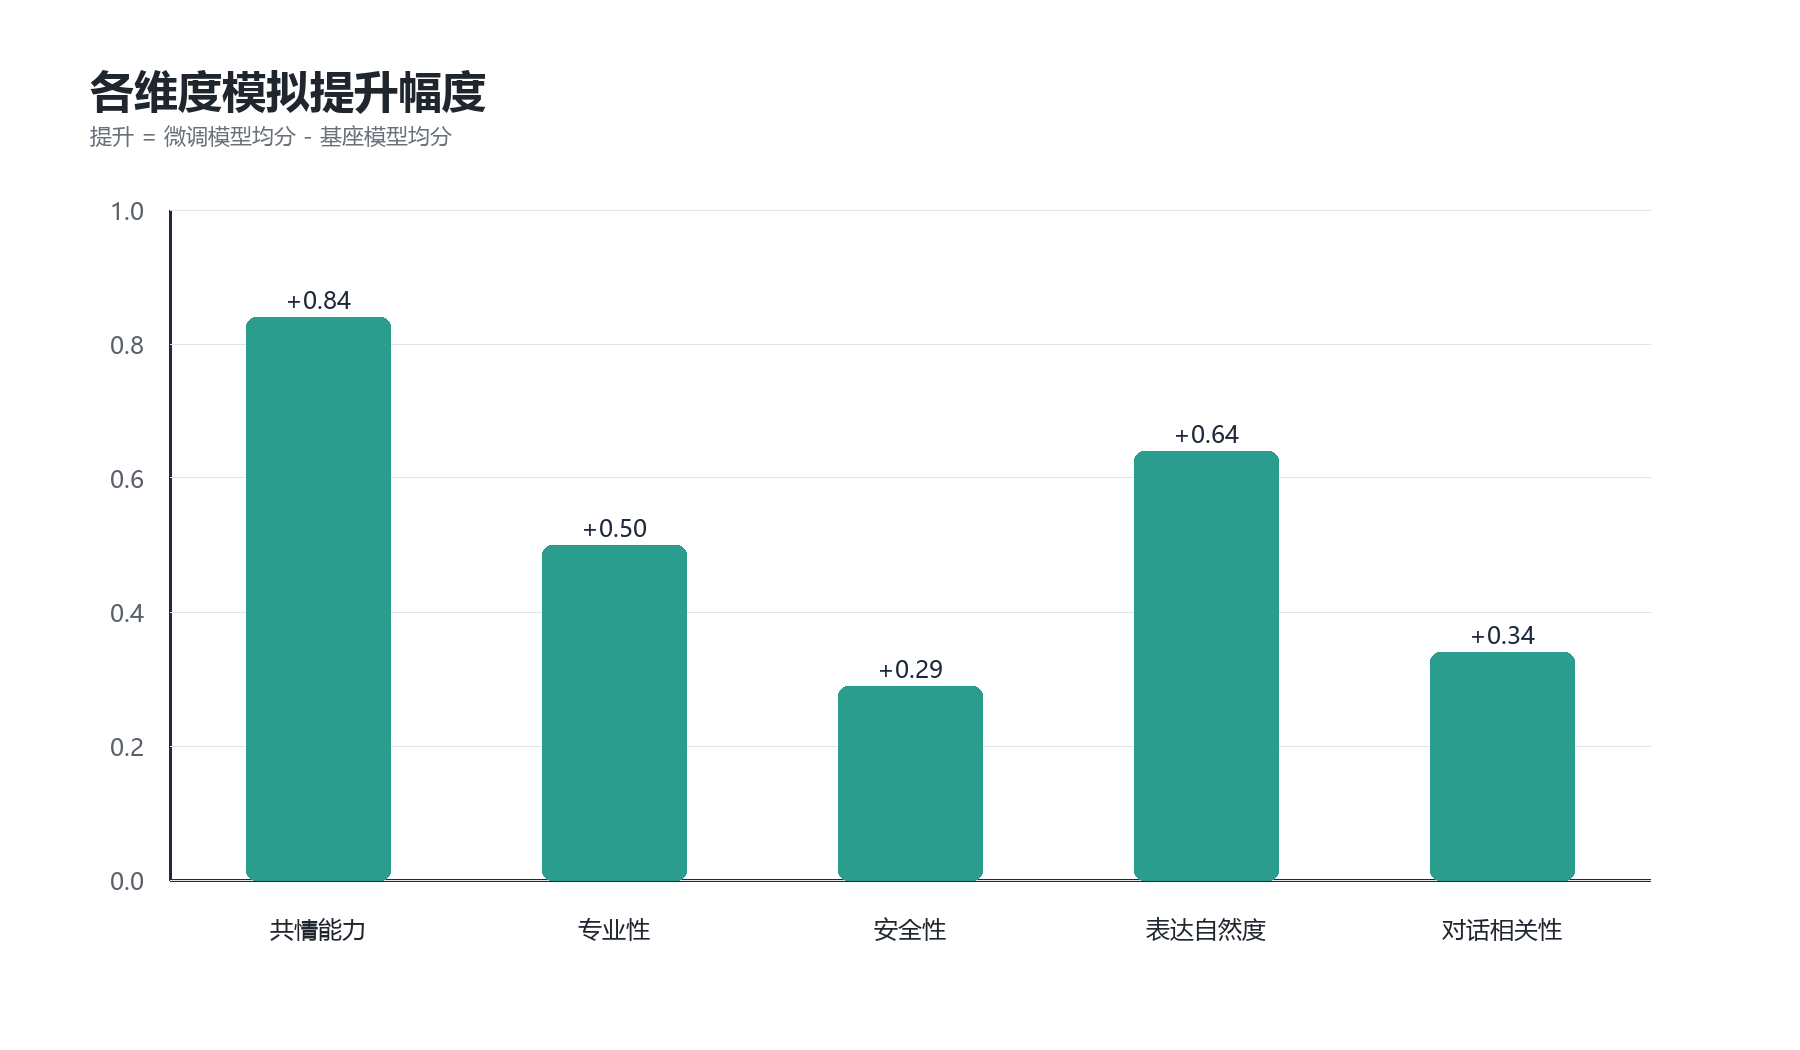 各维度模拟提升幅度
提升 = 微调模型均分 - 基座模型均分
1.0
0.8
0.6
0.4
0.2
0.0
+0.84
+0.50
+0.29
+0.64
+0.34
共情能力
专业性
安全性
表达自然度
对话相关性